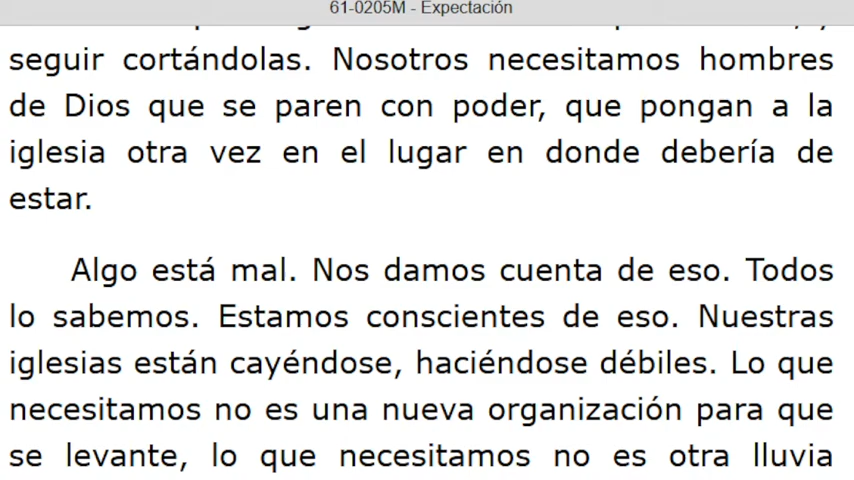 61-0205M - Expectación
seguir cortándolas. Nosotros necesitamos hombres
de Dios que se paren con poder, que pongan a la
iglesia otra vez en el lugar en donde debería de
estar.
Algo está mal. Nos damos cuenta de eso. Todos
lo sabemos. Estamos conscientes de eso. Nuestras
iglesias están cayéndose, haciéndose débiles. Lo que
necesitamos no es una nueva organización para que
se levante, lo que necesitamos no es otra lluvia